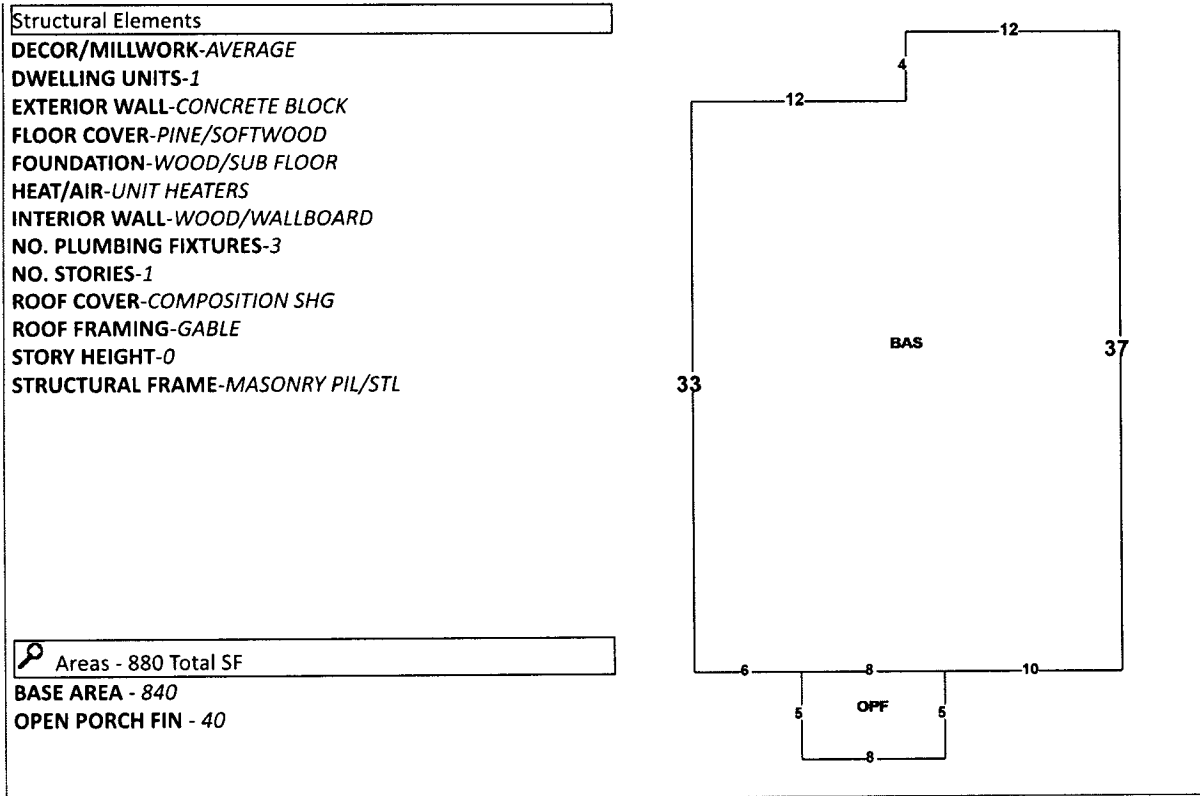 Structural Elements
DECOR/MILLWORK-AVERAGE
DWELLING UNITS-1
EXTERIOR WALL-CONCRETE BLOCK
FLOOR COVER-PINE/SOFTWOOD
FOUNDATION-WOOD/SUB FLOOR
HEAT/AIR-UNIT HEATERS
INTERIOR WALL-WOOD/WALLBOARD
NO. PLUMBING FIXTURES-3
NO. STORIES-1
ROOF COVER-COMPOSITION SHG
ROOF FRAMING-GABLE
STORY HEIGHT-0
STRUCTURAL FRAME-MASONRY PIL/STL
Areas - 880 Total SF
BASE AREA - 840
OPEN PORCH FIN - 40
12
4
12
BAS
37
33
6
8
10
5
OPF
5
8